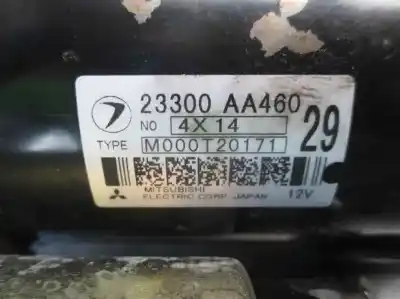 23300 AA460
NO 4X14
29
TYPE M000T20171
MITSUBISHI
ELECTRIC CORP. JAPAN 12V